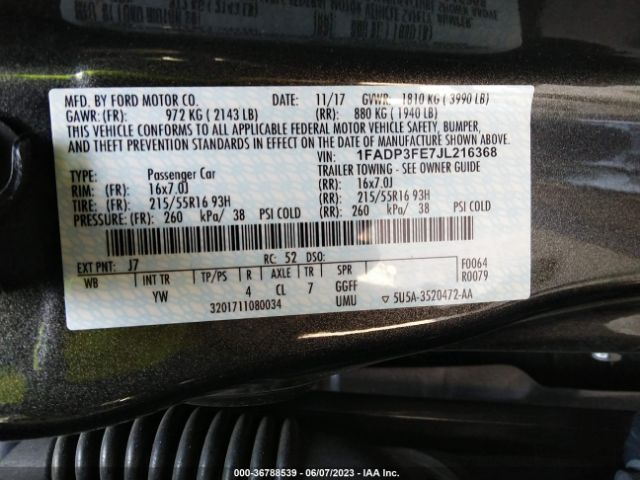 MFD. BY FORD MOTOR CO. DATE: 11/17 GVWR: 1810 KG ( 3990 LB)
GAWR: (FR): 972 KG ( 2143 LB) (RR): 880 KG ( 1940 LB)
THIS VEHICLE CONFORMS TO ALL APPLICABLE FEDERAL MOTOR VEHICLE SAFETY, BUMPER,
AND THEFT PREVENTION STANDARDS IN EFFECT ON THE DATE OF MANUFACTURE SHOWN ABOVE
VIN: 1FADP3FE7JL216368
TYPE: Passenger Car TRAILER TOWING - SEE OWNER GUIDE
RIM: (FR): 16x7.0J (RR): 16x7.0J
TIRE: (FR): 215/55R16 93H (RR): 215/55R16 93H
PRESSURE: (FR): 260 kPa/ 38 PSI COLD (RR): 260 kPa/ 38 PSI COLD
EXT PNT: J7 RC: 52 DSO: F0064
WB INT TR TP/PS R AXLE TR SPR R0079
YW 4 CL 7 GGFF
3201711080034 UMU ▽ 5U5A-3520472-AA
000-36788539 - 06/07/2023 - IAA Inc.